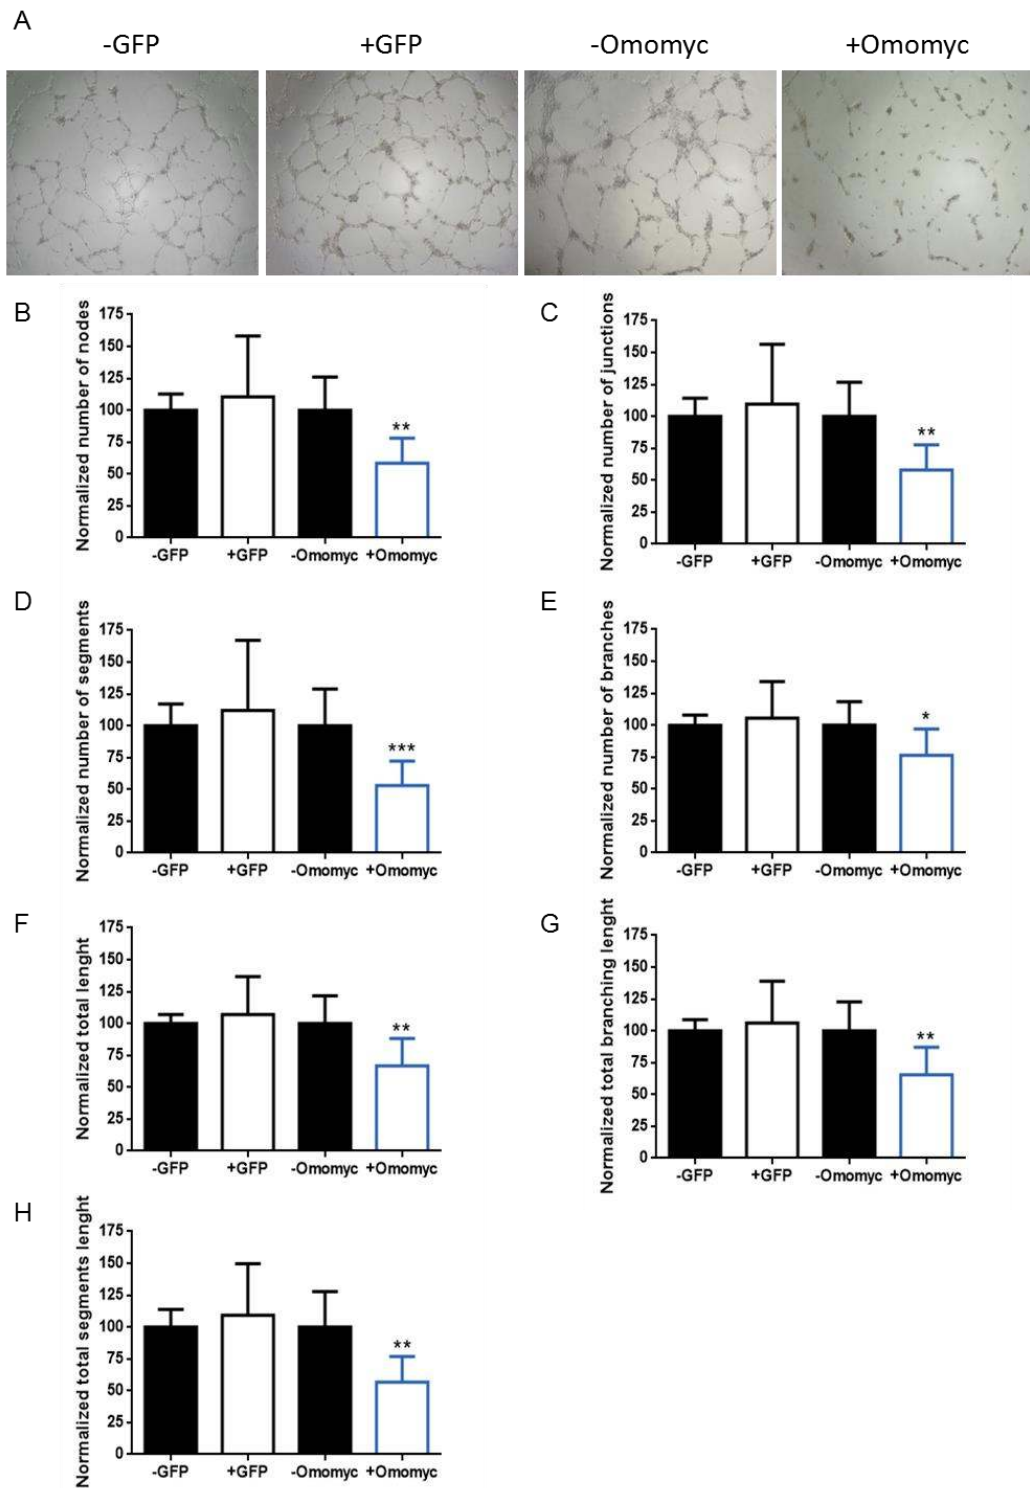 A
-GFP +GFP -Omomyc +Omomyc
B
Normalized number of nodes
175
150
125
100
75
50
25
0
**
-GFP +GFP -Omomyc +Omomyc
C
Normalized number of junctions
175
150
125
100
75
50
25
0
**
-GFP +GFP -Omomyc +Omomyc
D
Normalized number of segments
175
150
125
100
75
50
25
0
***
-GFP +GFP -Omomyc +Omomyc
E
Normalized number of branches
175
150
125
100
75
50
25
0
*
-GFP +GFP -Omomyc +Omomyc
F
Normalized total lenght
175
150
125
100
75
50
25
0
**
-GFP +GFP -Omomyc +Omomyc
G
Normalized total branching lenght
175
150
125
100
75
50
25
0
**
-GFP +GFP -Omomyc +Omomyc
H
Normalized total segments lenght
175
150
125
100
75
50
25
0
**
-GFP +GFP -Omomyc +Omomyc